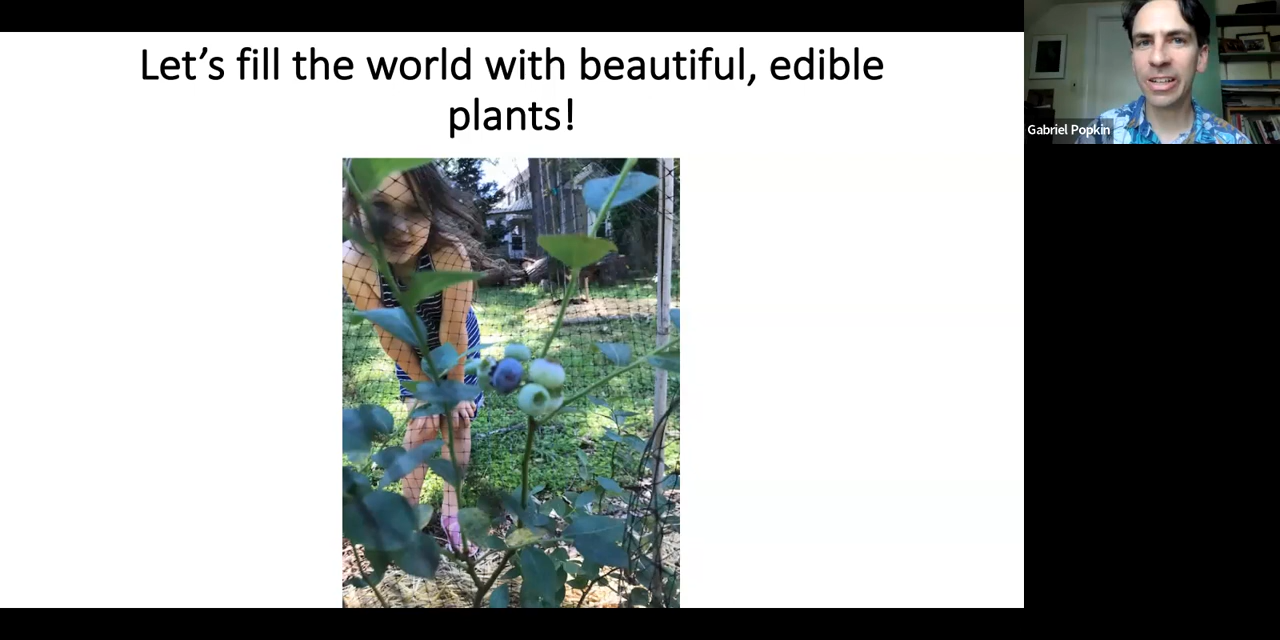 Let’s fill the world with beautiful, edible
plants!
Gabriel Popkin